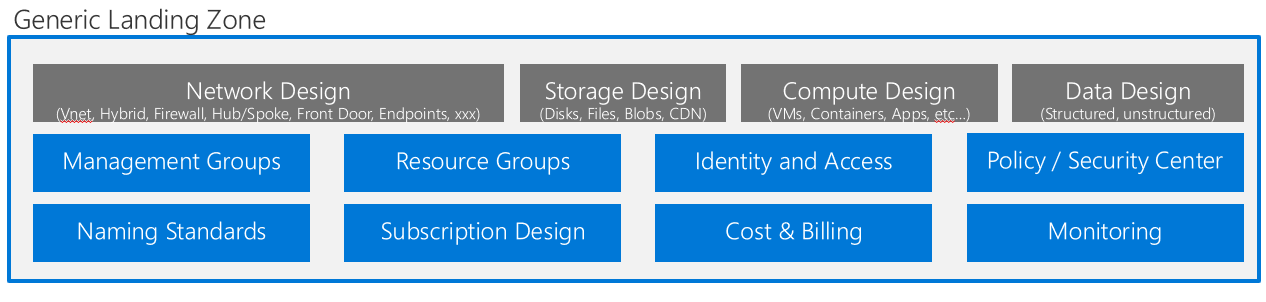 Generic Landing Zone
Network Design
(Vnet, Hybrid, Firewall, Hub/Spoke, Front Door, Endpoints, xxx)
Storage Design
(Disks, Files, Blobs, CDN)
Compute Design
(VMs, Containers, Apps, etc...)
Data Design
(Structured, unstructured)
Management Groups
Resource Groups
Identity and Access
Policy / Security Center
Naming Standards
Subscription Design
Cost & Billing
Monitoring